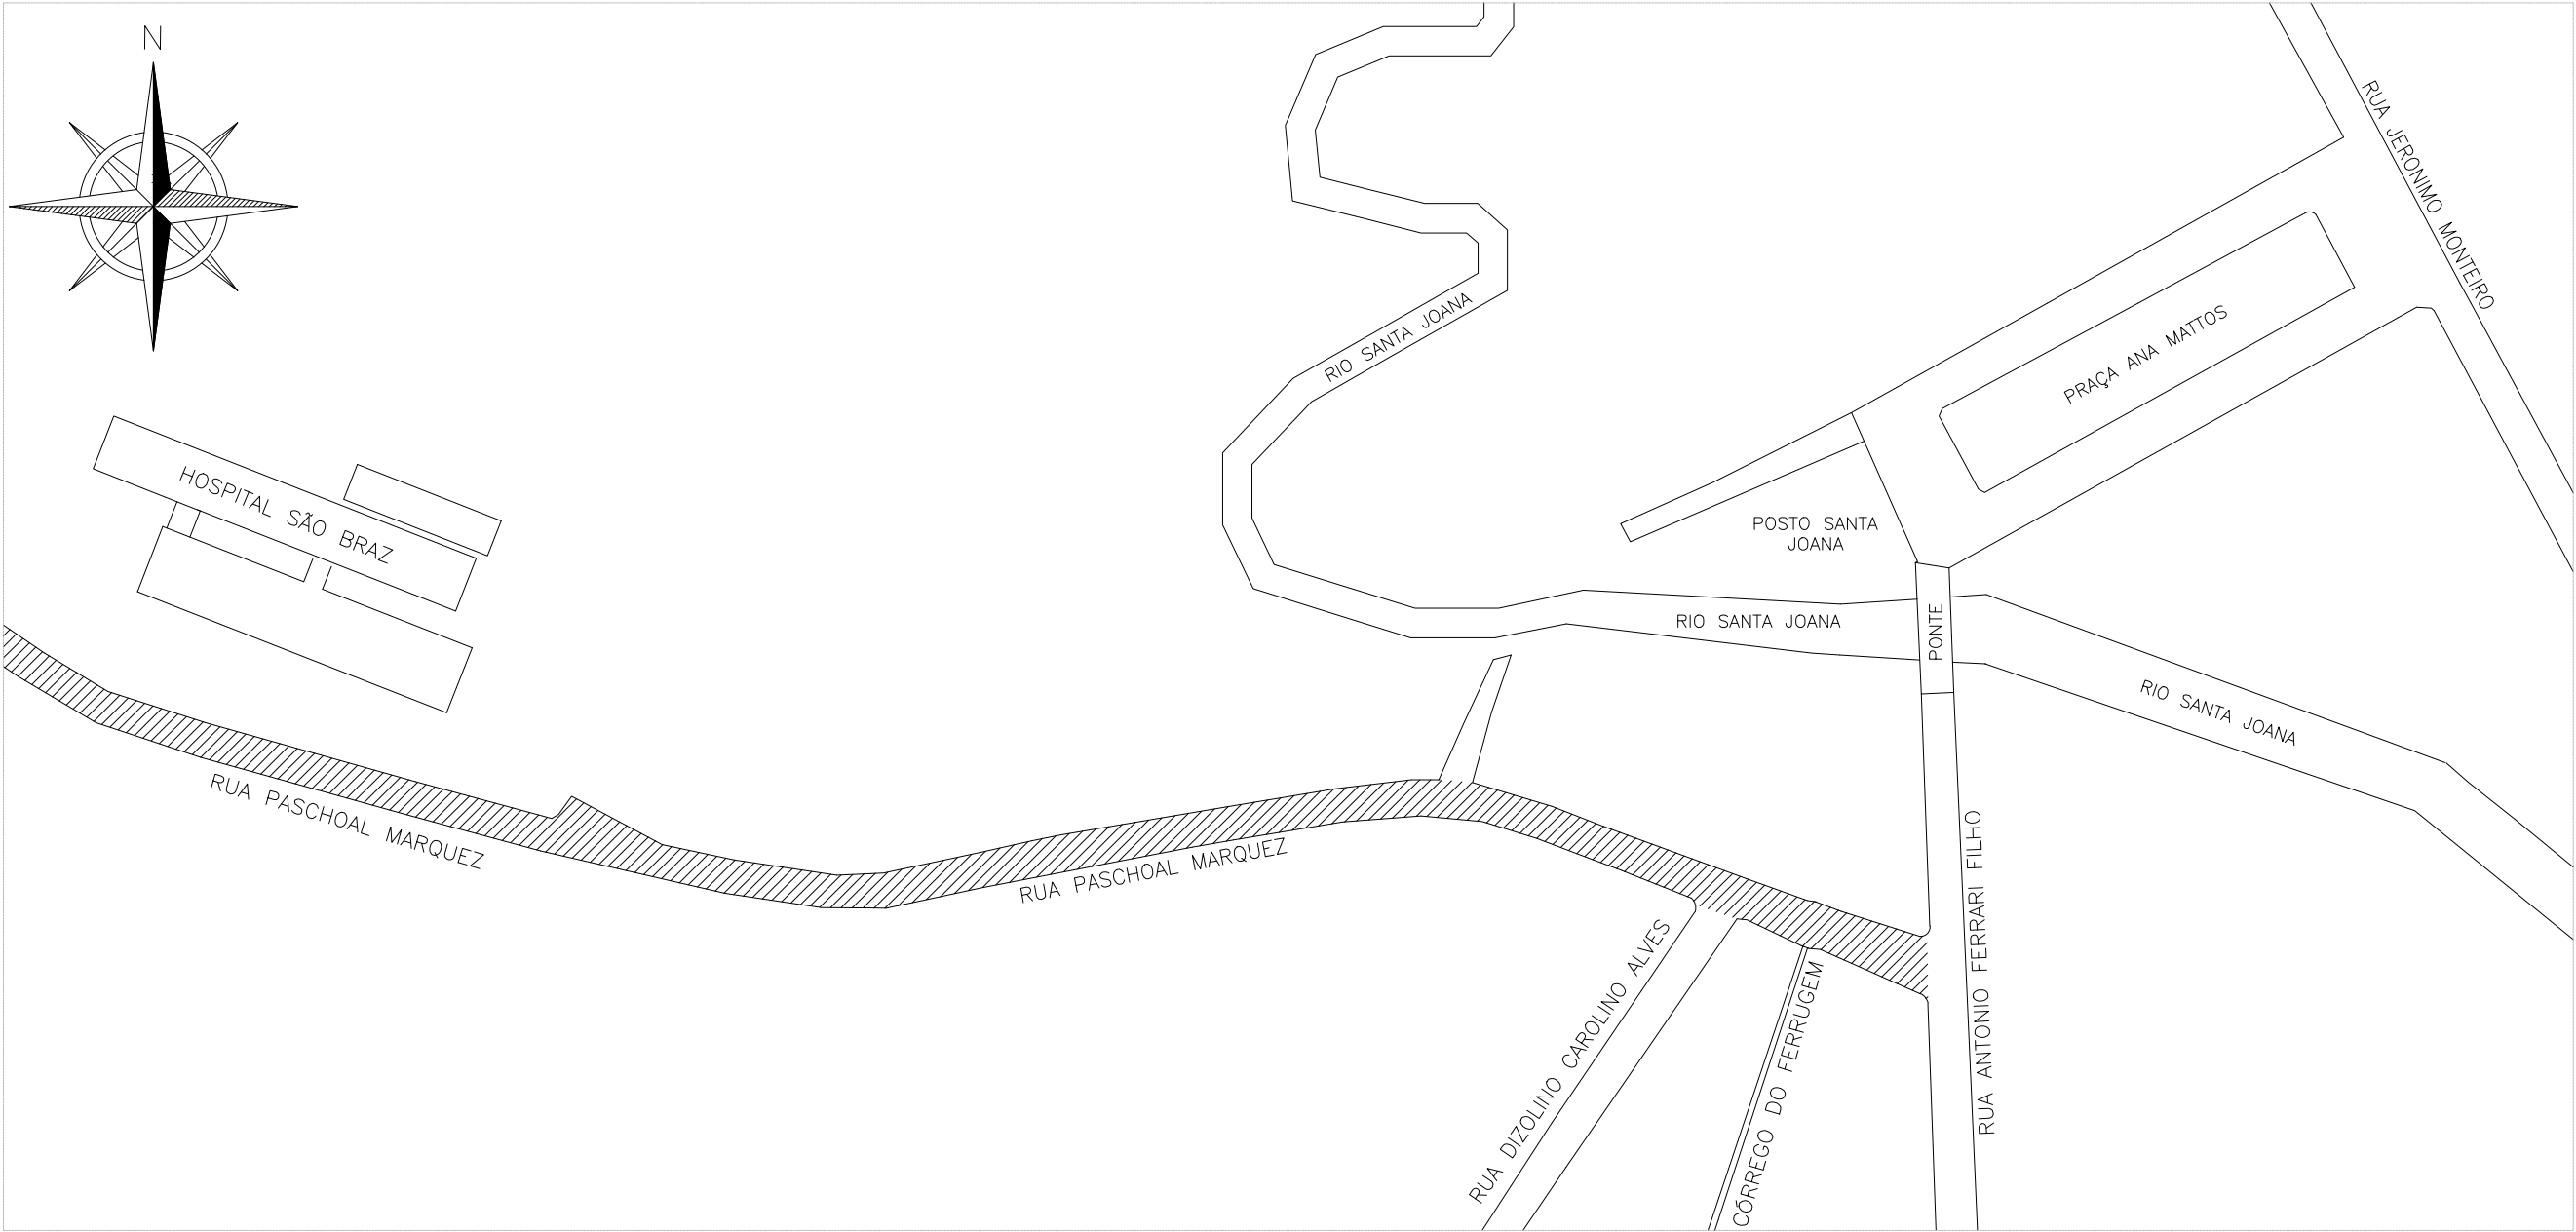 N
RUA JERONIMO MONTEIRO
RIO SANTA JOANA
PRAÇA ANA MATTOS
HOSPITAL SÃO BRAZ
POSTO SANTA
JOANA
RIO SANTA JOANA
PONTE
RIO SANTA JOANA
RUA PASCHOAL MARQUEZ
RUA PASCHOAL MARQUEZ
RUA ANTONIO FERRARI FILHO
RUA DIZOLINO CAROLINO ALVES
CÓRREGO DO FERRUGEM